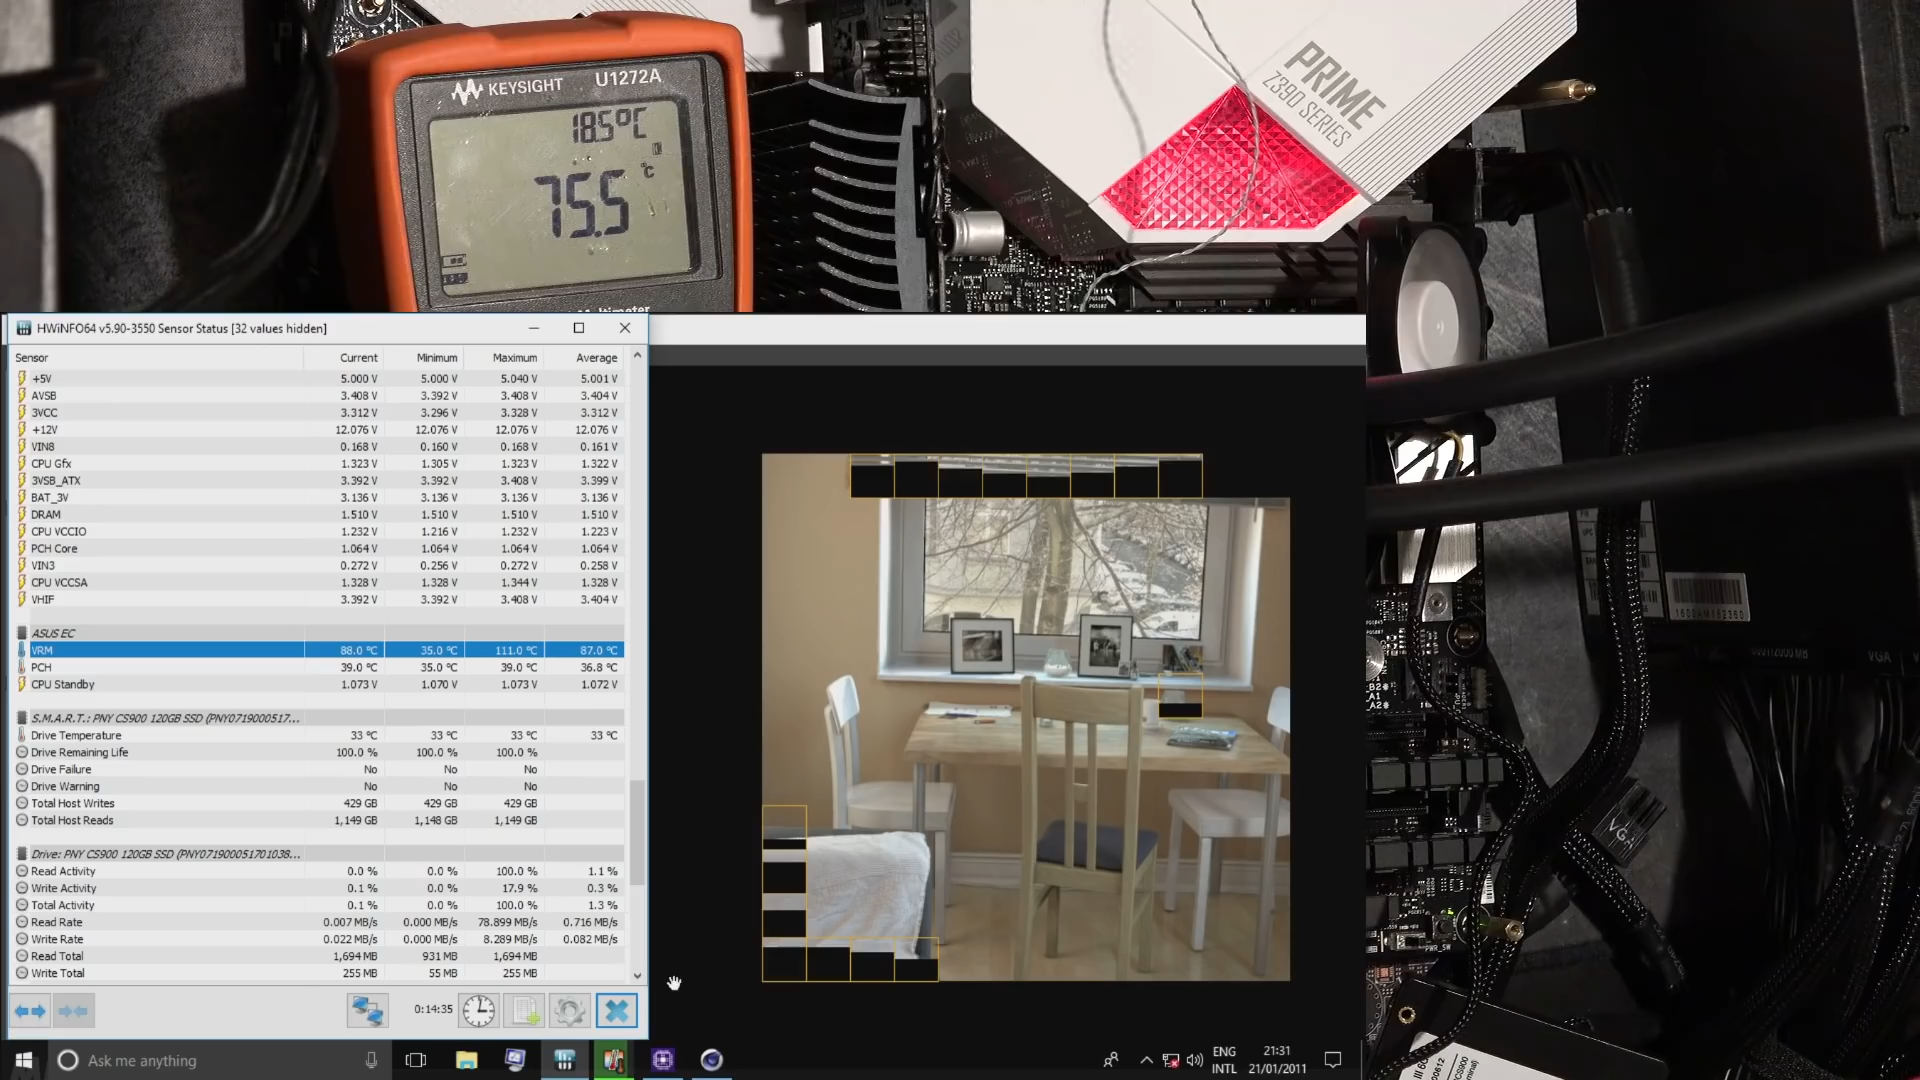 KEYSIGHT U1272A
18.5°C
75.5 °C
PRIME
Z390 SERIES
FAN1
HWiNFO64 v5.90-3550 Sensor Status [32 values hidden]
Sensor Current Minimum Maximum Average
+5V 5.000 V 5.000 V 5.040 V 5.001 V
AVSB 3.408 V 3.392 V 3.408 V 3.404 V
3VCC 3.312 V 3.296 V 3.328 V 3.312 V
+12V 12.076 V 12.076 V 12.076 V 12.076 V
VIN8 0.168 V 0.160 V 0.168 V 0.161 V
CPU Gfx 1.323 V 1.305 V 1.323 V 1.322 V
3VSB_ATX 3.392 V 3.392 V 3.408 V 3.399 V
BAT_3V 3.136 V 3.136 V 3.136 V 3.136 V
DRAM 1.510 V 1.510 V 1.510 V 1.510 V
CPU VCCIO 1.232 V 1.216 V 1.232 V 1.223 V
PCH Core 1.064 V 1.064 V 1.064 V 1.064 V
VIN3 0.272 V 0.256 V 0.272 V 0.258 V
CPU VCCSA 1.328 V 1.328 V 1.344 V 1.328 V
VHIF 3.392 V 3.392 V 3.408 V 3.404 V
ASUS EC
VRM 88.0 °C 35.0 °C 111.0 °C 87.0 °C
PCH 39.0 °C 35.0 °C 39.0 °C 36.8 °C
CPU Standby 1.073 V 1.070 V 1.073 V 1.072 V
S.M.A.R.T.: PNY CS900 120GB SSD (PNY0719000517...
Drive Temperature 33 °C 33 °C 33 °C 33 °C
Drive Remaining Life 100.0 % 100.0 % 100.0 %
Drive Failure No No No
Drive Warning No No No
Total Host Writes 429 GB 429 GB 429 GB
Total Host Reads 1,149 GB 1,148 GB 1,149 GB
Drive: PNY CS900 120GB SSD (PNY071900051701038...
Read Activity 0.0 % 0.0 % 100.0 % 1.1 %
Write Activity 0.1 % 0.0 % 17.9 % 0.3 %
Total Activity 0.1 % 0.0 % 100.0 % 1.3 %
Read Rate 0.007 MB/s 0.000 MB/s 78.899 MB/s 0.716 MB/s
Write Rate 0.022 MB/s 0.000 MB/s 8.289 MB/s 0.082 MB/s
Read Total 1,694 MB 931 MB 1,694 MB
Write Total 255 MB 55 MB 255 MB
0:14:35
Ask me anything
ENG
INTL
21:31
21/01/2011
VGA
VGA
PWR_SW